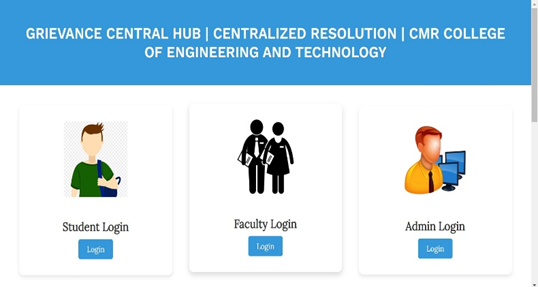 GRIEVANCE CENTRAL HUB | CENTRALIZED RESOLUTION | CMR COLLEGE
OF ENGINEERING AND TECHNOLOGY
Student Login
Login
Faculty Login
Login
Admin Login
Login